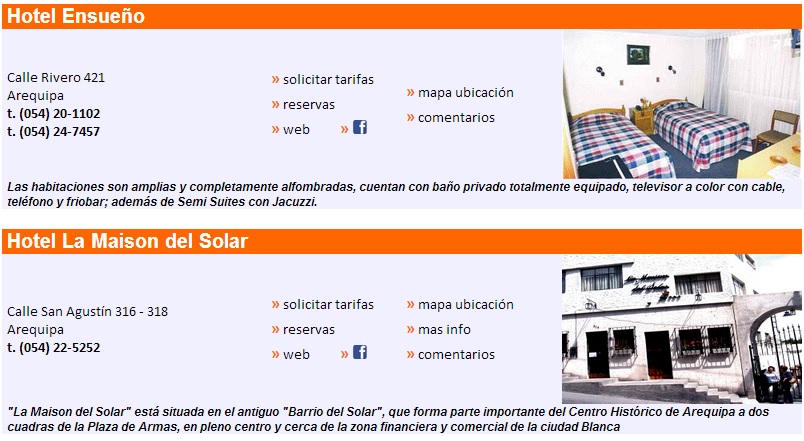 Hotel Ensueño
Calle Rivero 421
Arequipa
t. (054) 20-1102
t. (054) 24-7457
» solicitar tarifas
» reservas
» web » f
» mapa ubicación
» comentarios
Las habitaciones son amplias y completamente alfombradas, cuentan con baño privado totalmente equipado, televisor a color con cable,
teléfono y friobar; además de Semi Suites con Jacuzzi.
Hotel La Maison del Solar
Calle San Agustín 316 - 318
Arequipa
t. (054) 22-5252
» solicitar tarifas
» reservas
» web » f
» mapa ubicación
» mas info
» comentarios
La Maison
del Solar
"La Maison del Solar" está situada en el antiguo "Barrio del Solar", que forma parte importante del Centro Histórico de Arequipa a dos
cuadras de la Plaza de Armas, en pleno centro y cerca de la zona financiera y comercial de la ciudad Blanca